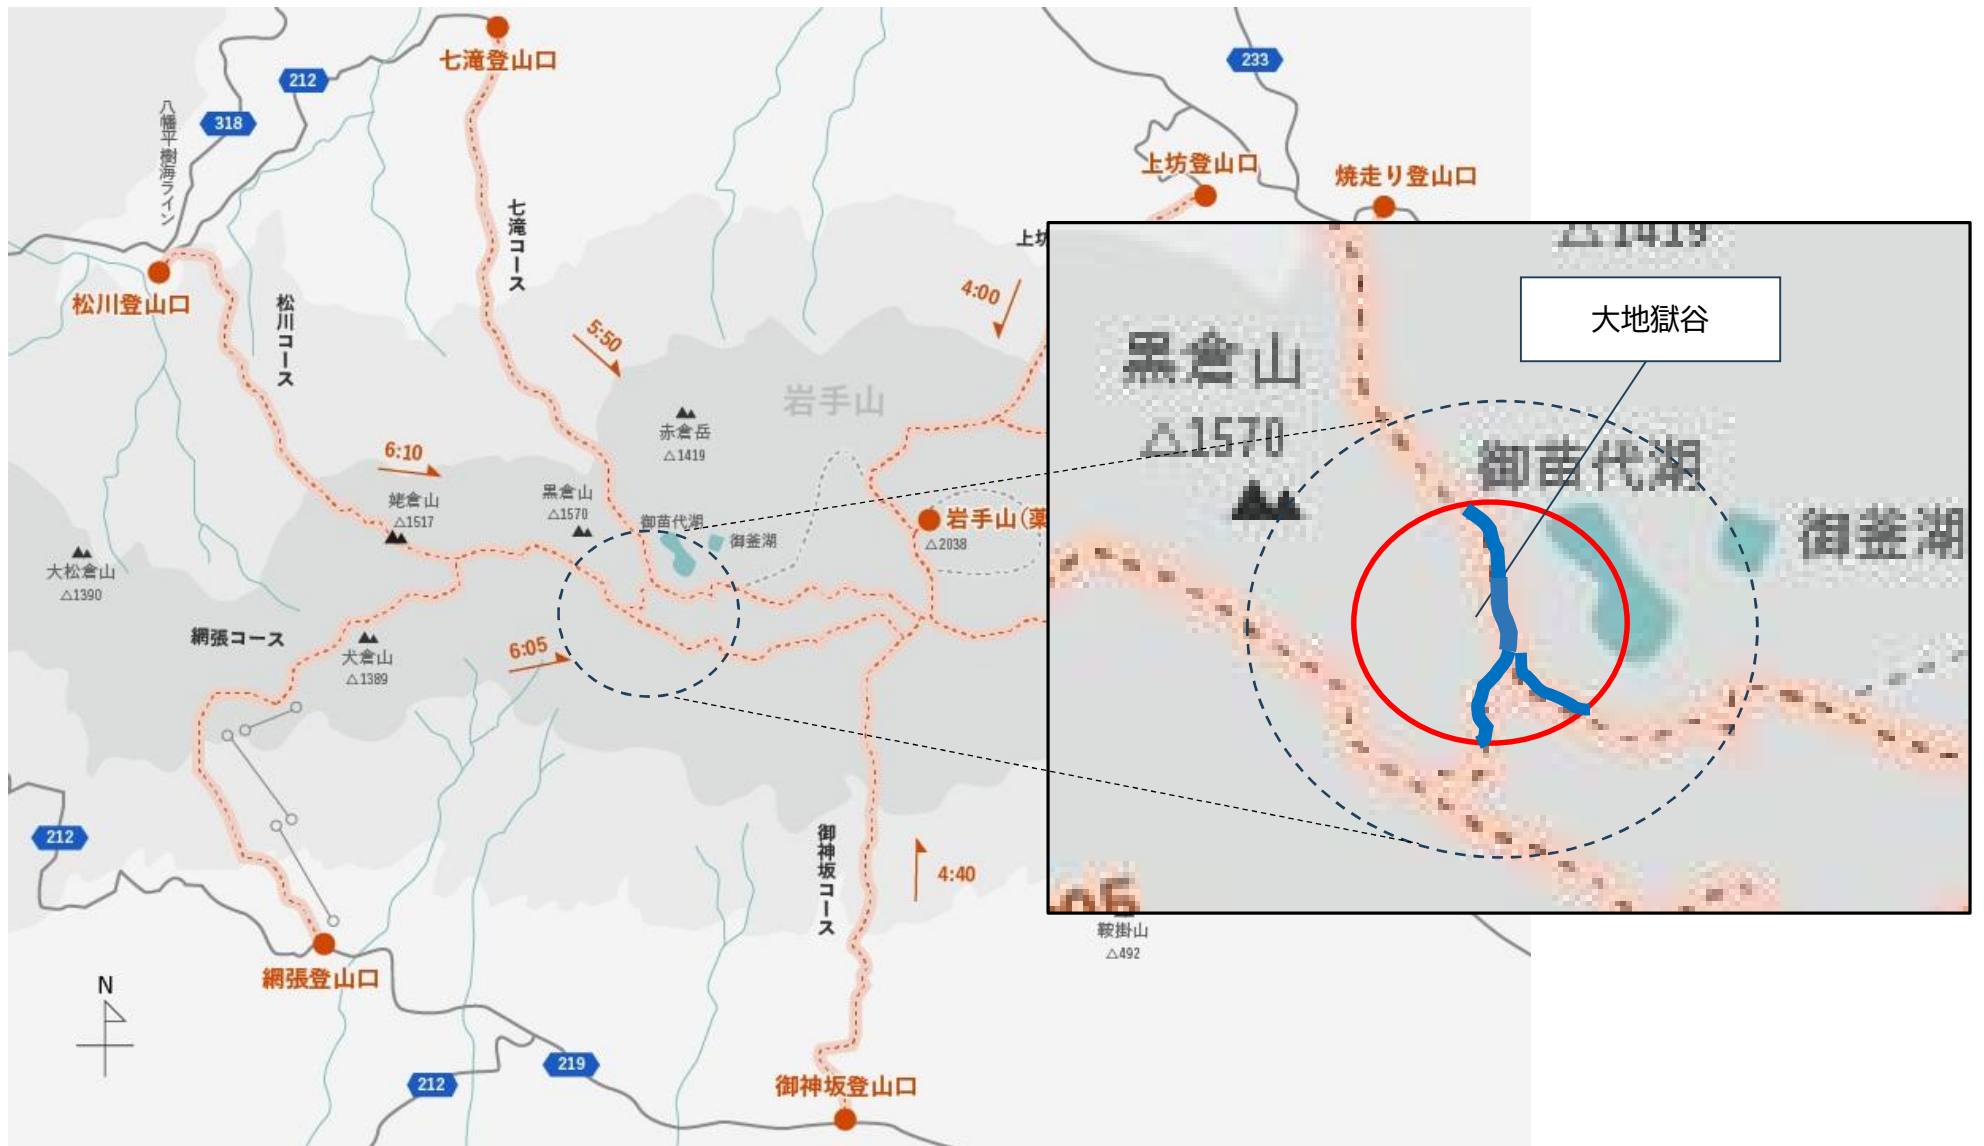 七滝登山口
212
233
318
八幡平樹海ライン
上坊登山口
焼走り登山口
七滝コース
上坊
松川登山口
松川コース
4:00
5:50
岩手山
赤倉岳
△1419
6:10
姥倉山
△1517
黒倉山
△1570
御苗代湖
御釜湖
岩手山(薬
△2038
大松倉山
△1390
網張コース
犬倉山
△1389
6:05
212
御神坂コース
4:40
鞍掛山
△492
網張登山口
N
219
212
御神坂登山口
△1419
大地獄谷
黒倉山
△1570
御苗代湖
御釜湖